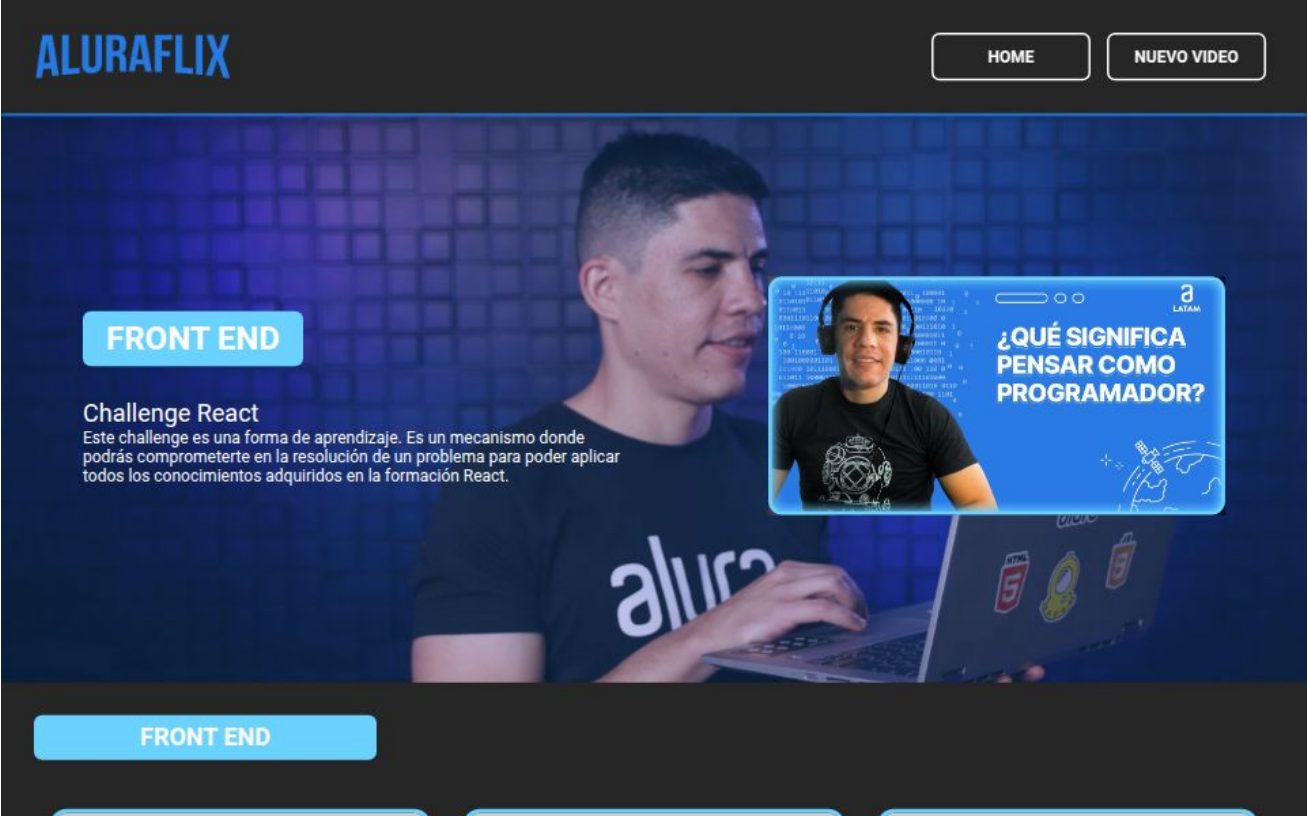 ALURAFLIX
HOME
NUEVO VIDEO
FRONT END
Challenge React
Este challenge es una forma de aprendizaje. Es un mecanismo donde
podrás comprometerte en la resolución de un problema para poder aplicar
todos los conocimientos adquiridos en la formación React.
a
LATAM
¿QUÉ SIGNIFICA
PENSAR COMO
PROGRAMADOR?
alura
HTML
5
5
FRONT END